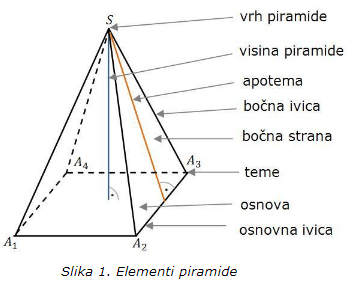 vrh piramide
S
visina piramide
apotema
bočna ivica
bočna strana
A4
A3
teme
osnova
osnovna ivica
A1
A2
Slika 1. Elementi piramide